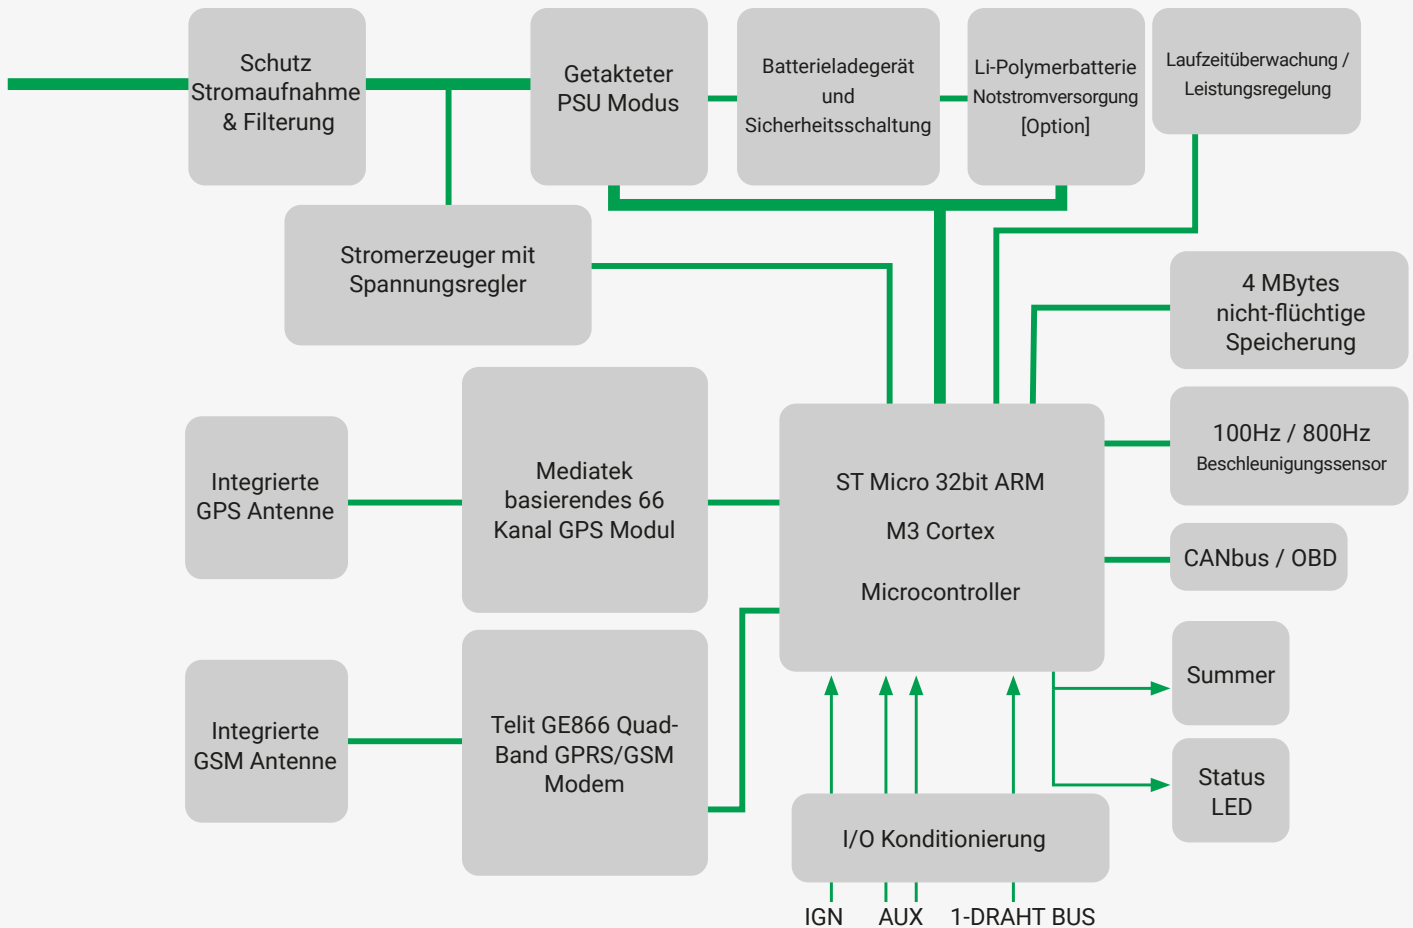 Schutz
Stromaufnahme
& Filterung
Getakteter
PSU Modus
Batterieladegerät
und
Sicherheitsschaltung
Li-Polymerbatterie
Notstromversorgung
[Option]
Laufzeitüberwachung /
Leistungsregelung
Stromerzeuger mit
Spannungsregler
4 MBytes
nicht-flüchtige
Speicherung
Integrierte
GPS Antenne
Mediatek
basierendes 66
Kanal GPS Modul
ST Micro 32bit ARM
M3 Cortex
Microcontroller
100Hz / 800Hz
Beschleunigungssensor
CANbus / OBD
Integrierte
GSM Antenne
Telit GE866 Quad-
Band GPRS/GSM
Modem
Summer
Status
LED
I/O Konditionierung
IGN
AUX
1-DRAHT BUS